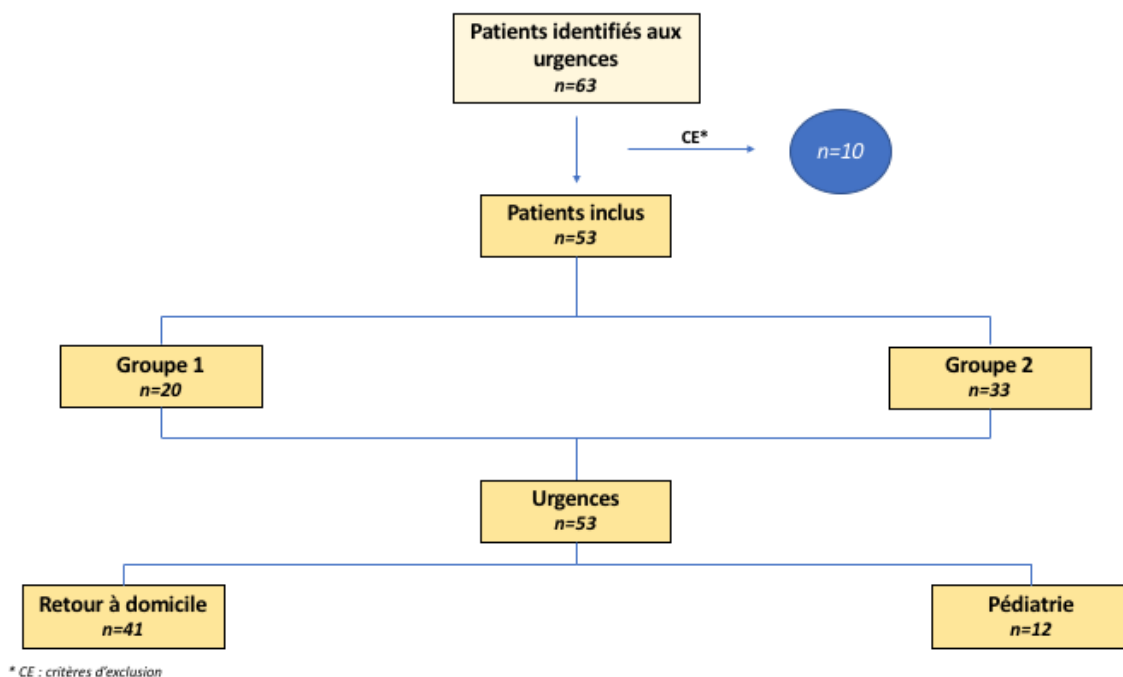 Patients identifiés aux
urgences
n=63
CE*
n=10
Patients inclus
n=53
Groupe 1
n=20
Groupe 2
n=33
Urgences
n=53
Retour à domicile
n=41
Pédiatrie
n=12
* CE : critères d'exclusion